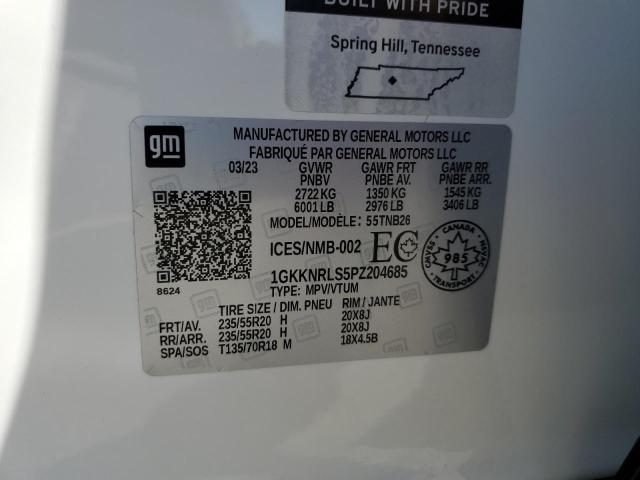 BUILT WITH PRIDE
Spring Hill, Tennessee
gm
MANUFACTURED BY GENERAL MOTORS LLC
FABRIQUÉ PAR GENERAL MOTORS LLC
03/23 GVWR GAWR FRT GAWR RR
PNBV PNBE AV. PNBE ARR.
2722 KG 1350 KG 1545 KG
6001 LB 2976 LB 3406 LB
MODEL/MODÈLE: 55TNB26
ICES/NMB-002 EC
CANADA
CMVSS 985 NSVAC
TRANSPORT
1GKKNRLS5PZ204685
8624
TYPE: MPV/VTUM
TIRE SIZE / DIM. PNEU RIM / JANTE
FRT/AV. 235/55R20 H 20X8J
RR/ARR. 235/55R20 H 20X8J
SPA/SOS T135/70R18 M 18X4.5B